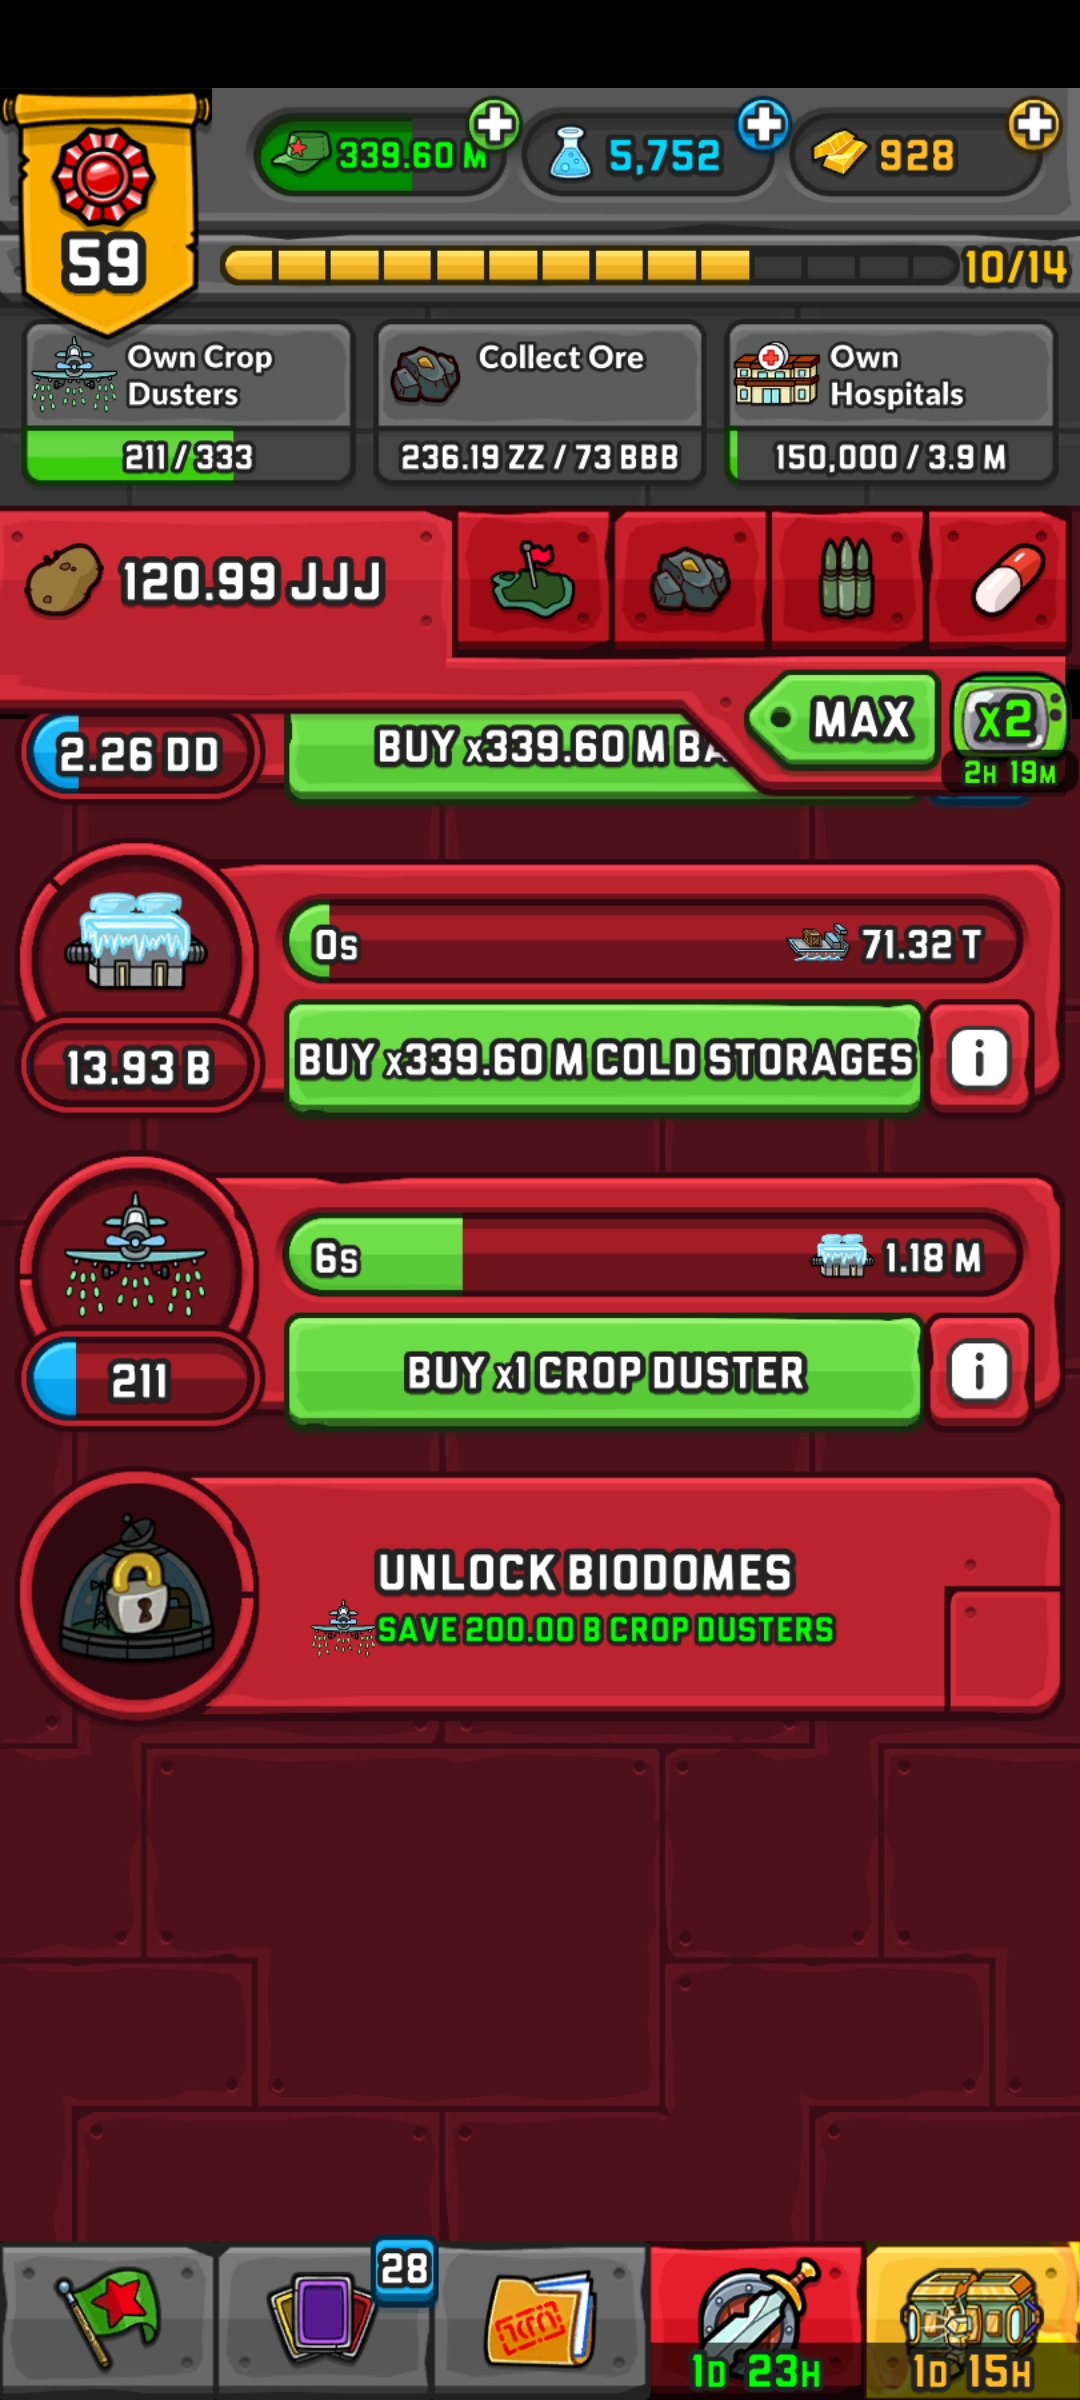 339.60 M
5,752
928
59
10/14
Own Crop
Dusters
211 / 333
Collect Ore
236.19 ZZ / 73 BBB
Own
Hospitals
150,000 / 3.9 M
120.99 JJJ
MAX
x2
2H 19M
2.26 DD
BUY x339.60 M BA
0s
71.32 T
13.93 B
BUY x339.60 M COLD STORAGES
i
6s
1.18 M
211
BUY x1 CROP DUSTER
i
UNLOCK BIODOMES
SAVE 200.00 B CROP DUSTERS
28
1D 23H
1D 15H